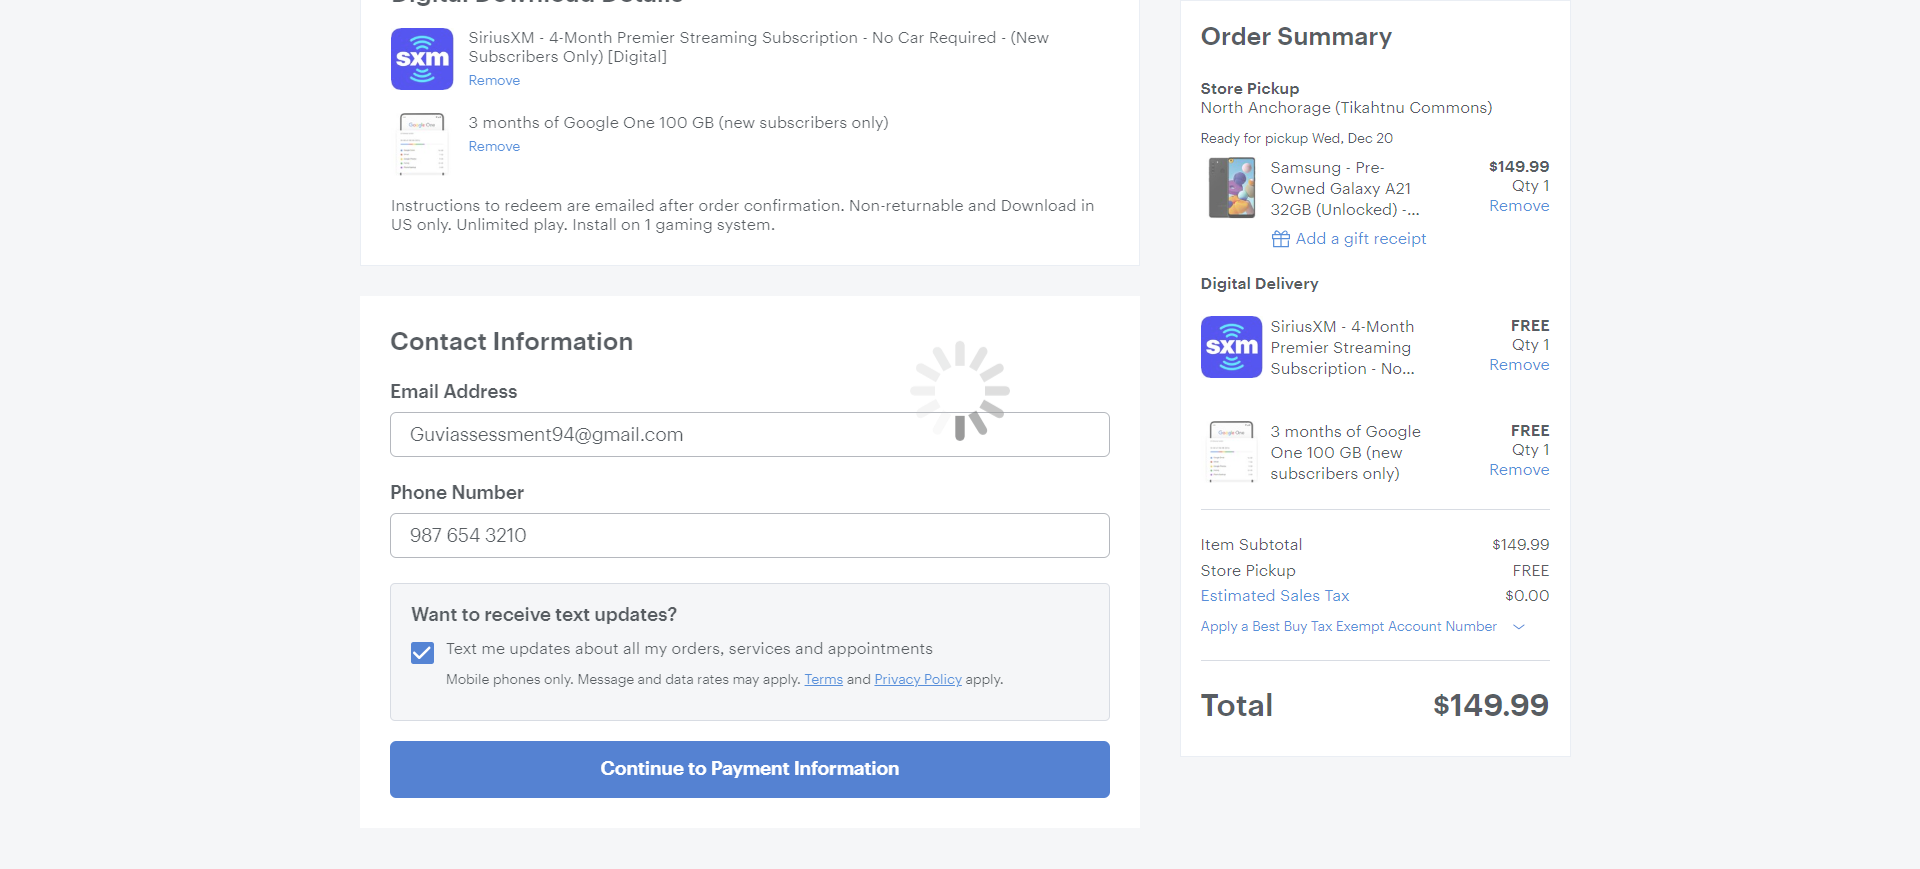 Digital Download Details
sxm
SiriusXM - 4-Month Premier Streaming Subscription - No Car Required - (New
Subscribers Only) [Digital]
Remove
Google One
3 months of Google One 100 GB (new subscribers only)
Remove
Instructions to redeem are emailed after order confirmation. Non-returnable and Download in
US only. Unlimited play. Install on 1 gaming system.
Contact Information
Email Address
Guviassessment94@gmail.com
Phone Number
987 654 3210
Want to receive text updates?
Text me updates about all my orders, services and appointments
Mobile phones only. Message and data rates may apply. Terms and Privacy Policy apply.
Continue to Payment Information
Order Summary
Store Pickup
North Anchorage (Tikahtnu Commons)
Ready for pickup Wed, Dec 20
Samsung - Pre-
Owned Galaxy A21
32GB (Unlocked) -...
$149.99
Qty 1
Remove
Add a gift receipt
Digital Delivery
sxm
SiriusXM - 4-Month
Premier Streaming
Subscription - No...
FREE
Qty 1
Remove
Google One
3 months of Google
One 100 GB (new
subscribers only)
FREE
Qty 1
Remove
Item Subtotal $149.99
Store Pickup FREE
Estimated Sales Tax $0.00
Apply a Best Buy Tax Exempt Account Number
Total $149.99